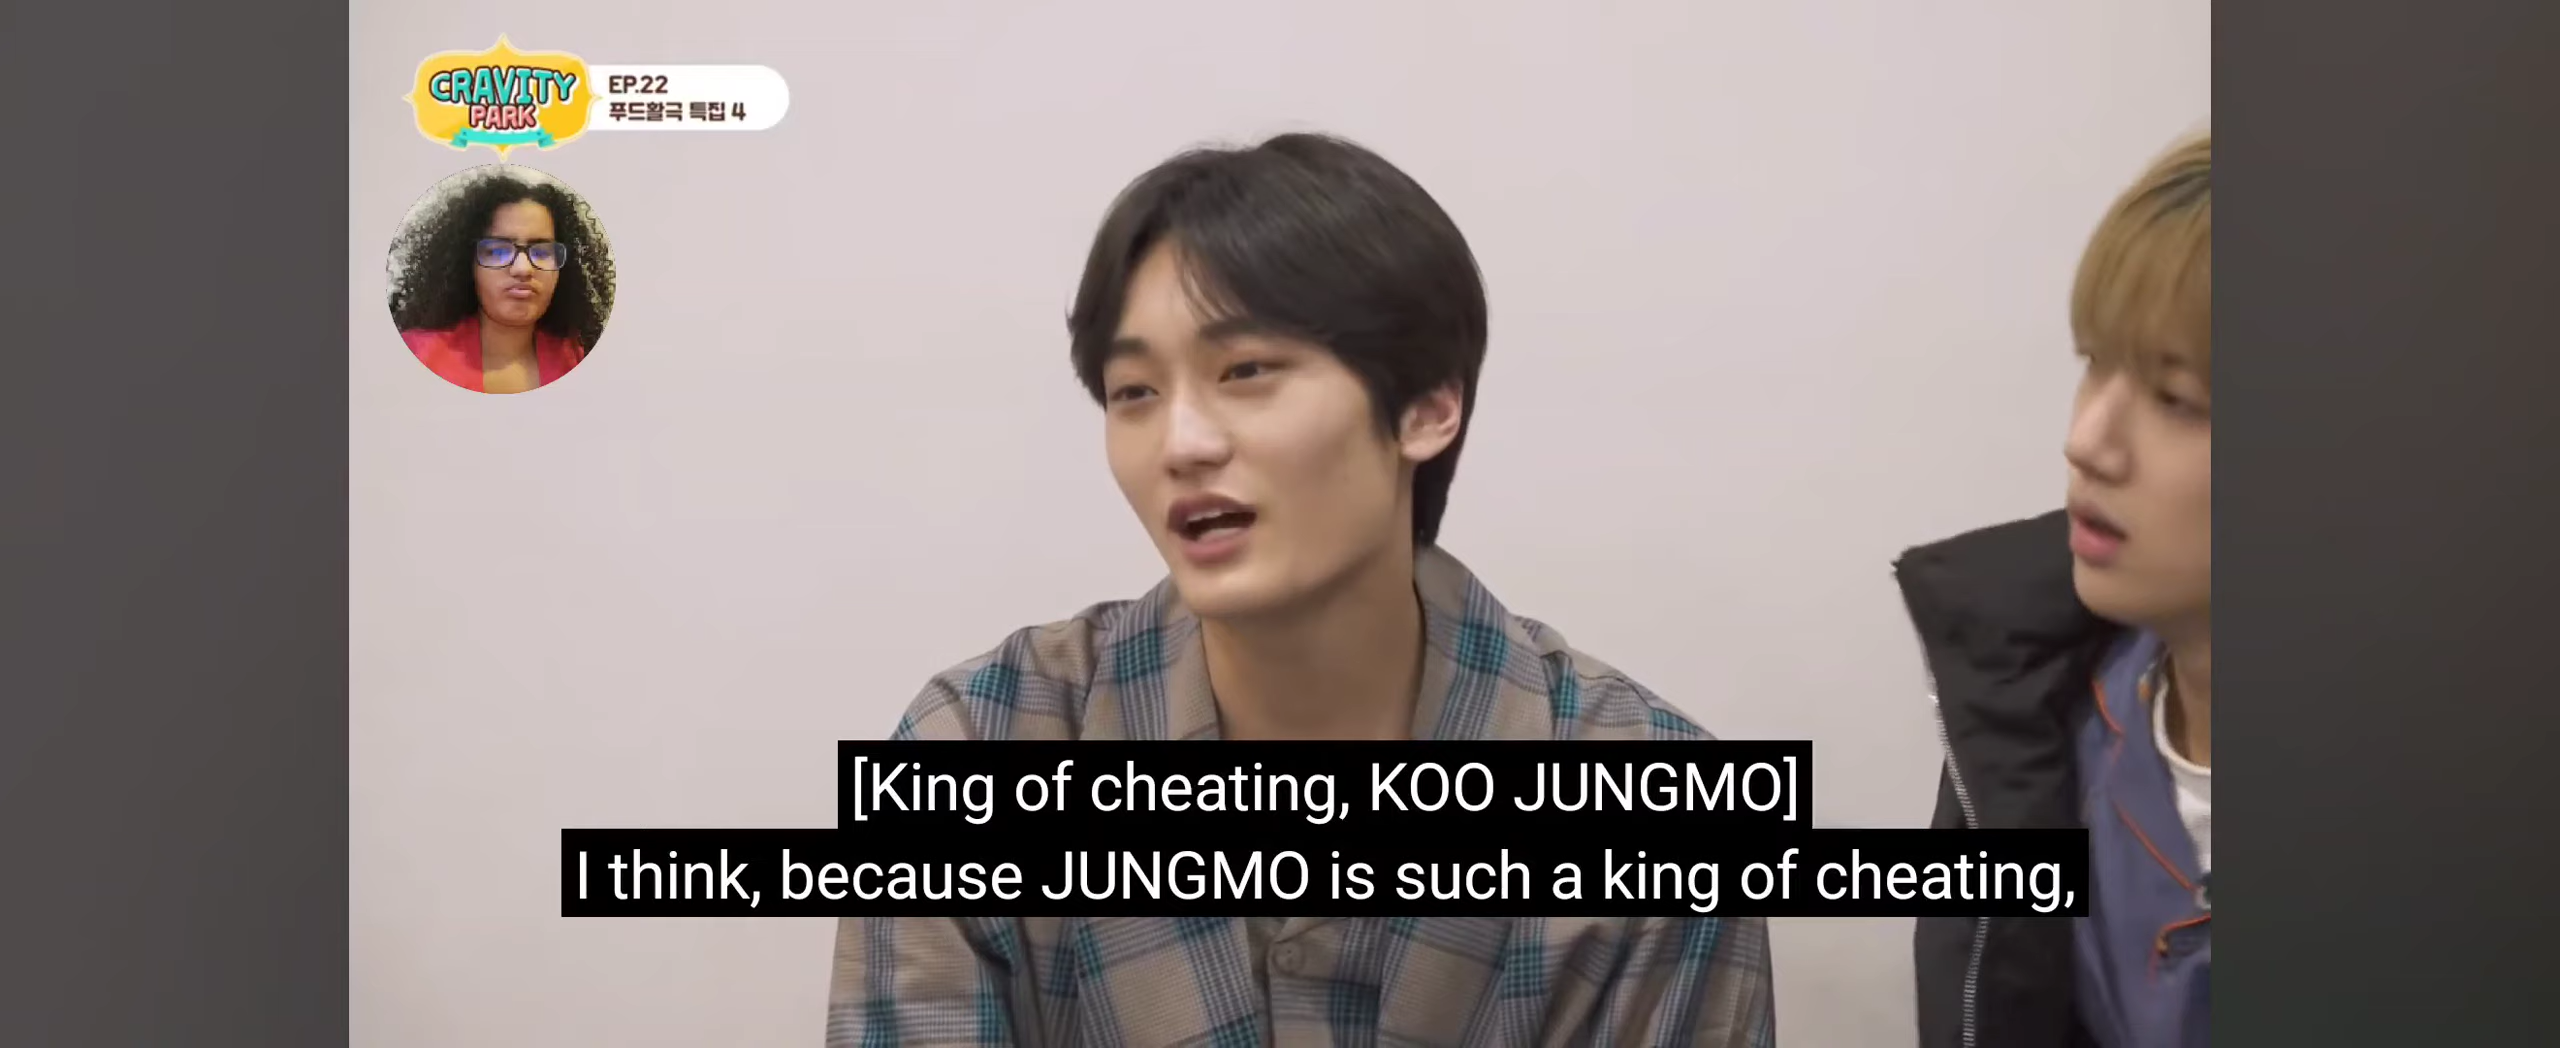 CRAVITY
PARK
EP.22
푸드활극 특집 4
[King of cheating, KOO JUNGMO]
I think, because JUNGMO is such a king of cheating,